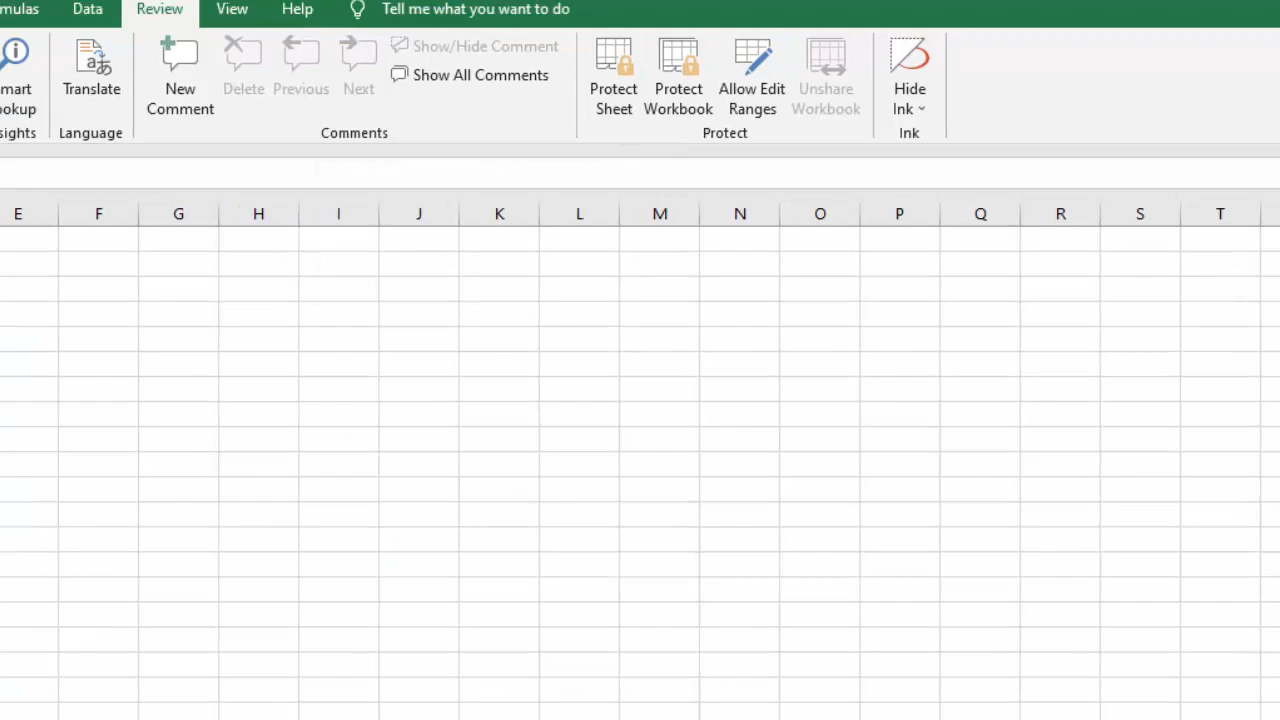 mulas Data Review View Help Tell me what you want to do
mart
ookup
Translate
New
Comment
Delete
Previous
Next
Show/Hide Comment
Show All Comments
Protect
Sheet
Protect
Workbook
Allow Edit
Ranges
Unshare
Workbook
Hide
Ink
sights Language Comments Protect Ink
E F G H I J K L M N O P Q R S T